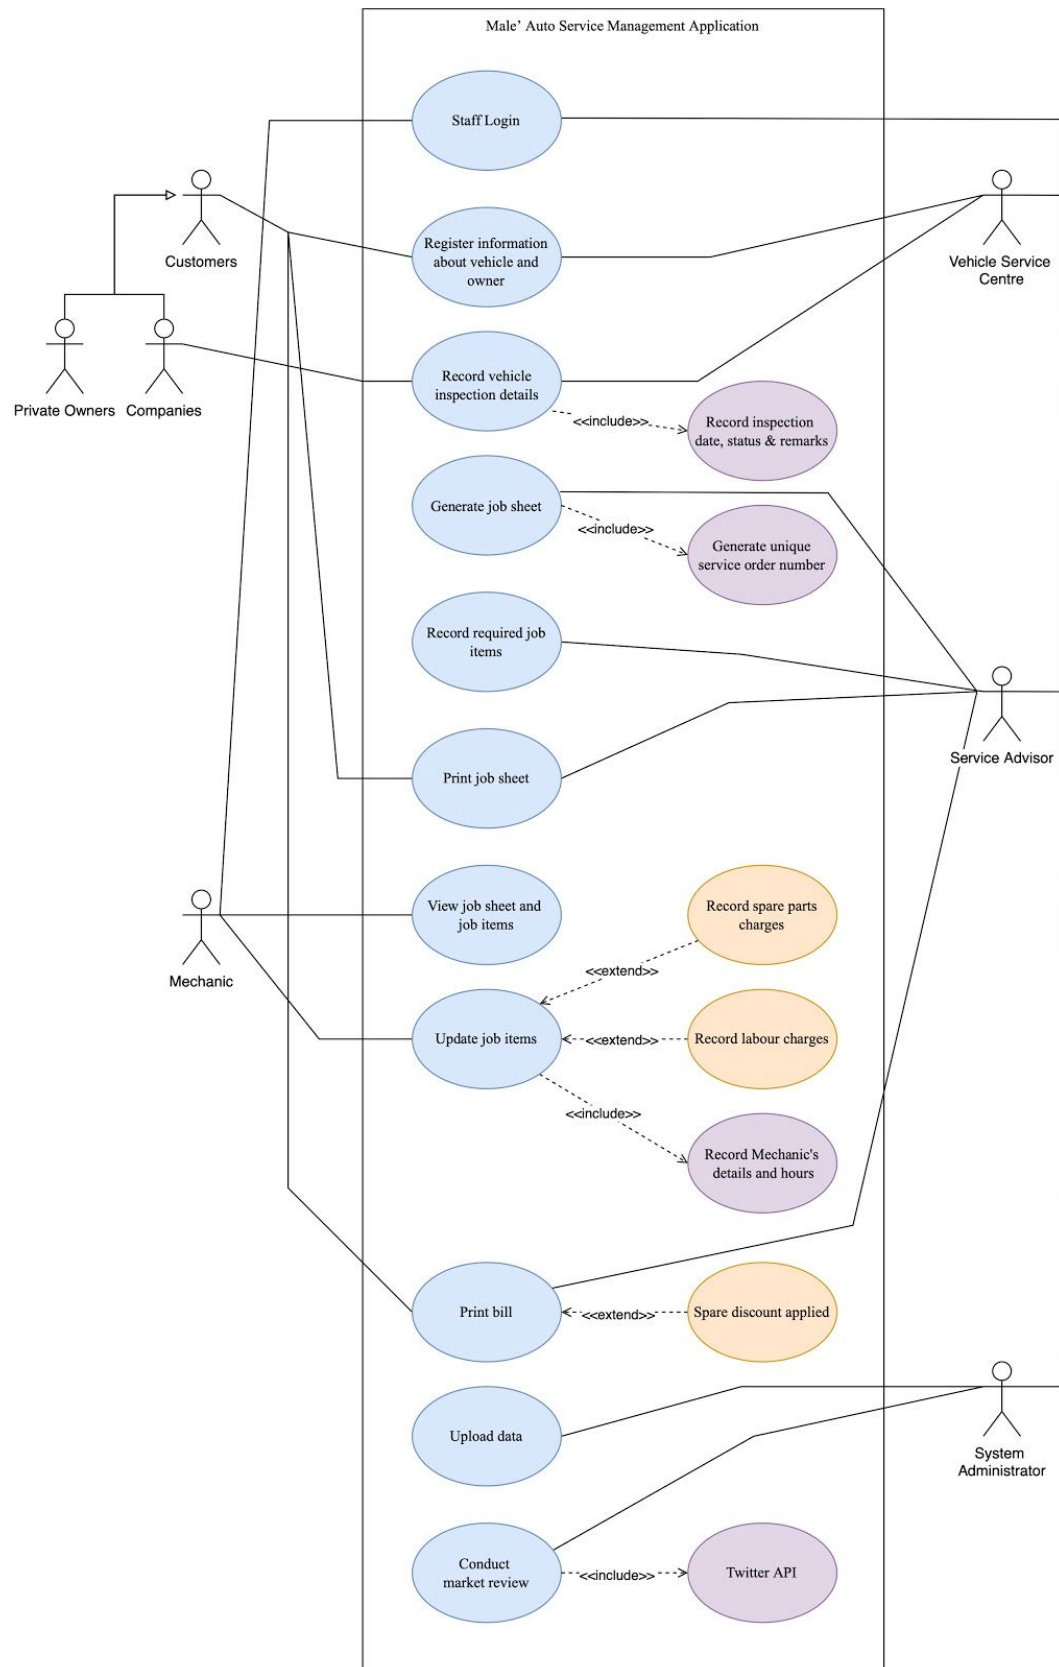 Male' Auto Service Management Application
Staff Login
Customers
Register information
about vehicle and
owner
Vehicle Service
Centre
Private Owners
Companies
Record vehicle
inspection details
<<include>>
Record inspection
date, status & remarks
Generate job sheet
<<include>>
Generate unique
service order number
Record required job
items
Service Advisor
Print job sheet
Mechanic
View job sheet and
job items
Record spare parts
charges
<<extend>>
Update job items
<<extend>>
Record labour charges
<<include>>
Record Mechanic's
details and hours
Print bill
<<extend>>
Spare discount applied
Upload data
System
Administrator
Conduct
market review
<<include>>
Twitter API